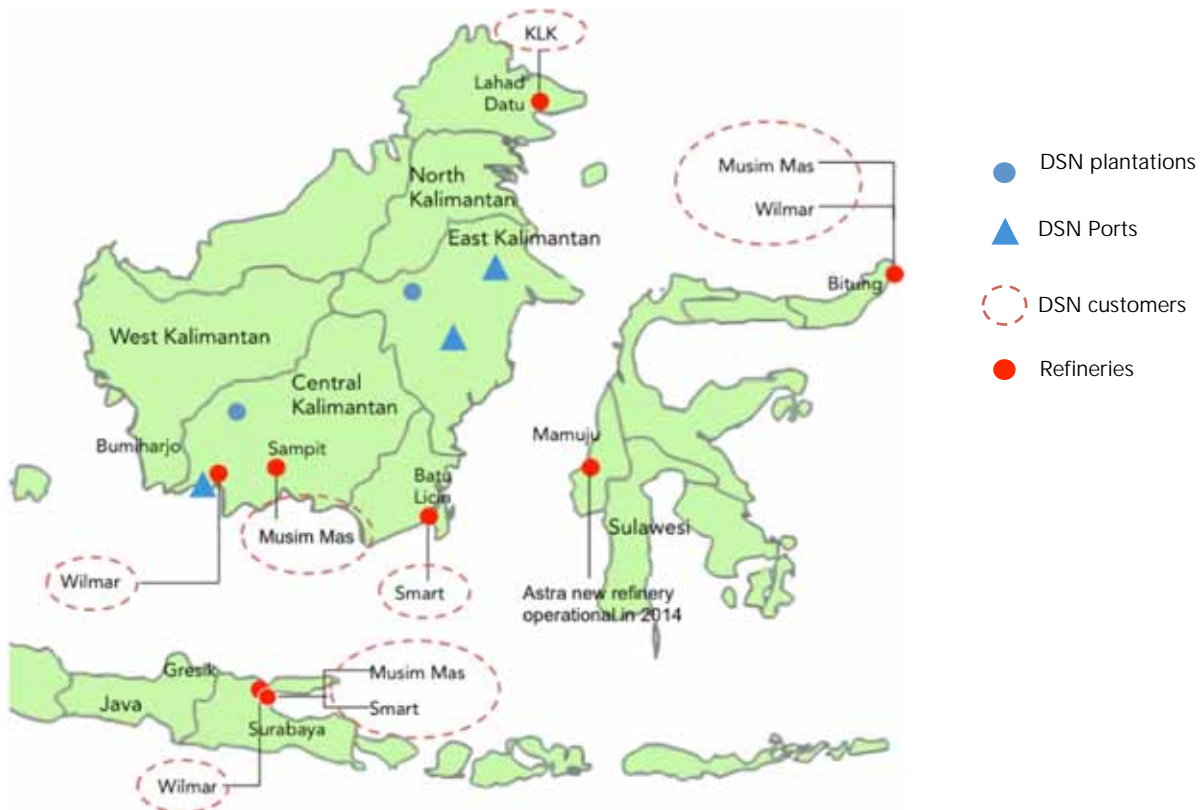 KLK
Lahad
Datu
North
Kalimantan
East Kalimantan
West Kalimantan
Central
Kalimantan
Bumiharjo
Sampit
Batu
Licin
Musim Mas
Wilmar
Smart
Musim Mas
Wilmar
Bitung
Mamuju
Sulawesi
Astra new refinery
operational in 2014
Gresik
Java
Surabaya
Musim Mas
Smart
Wilmar
DSN plantations
DSN Ports
DSN customers
Refineries